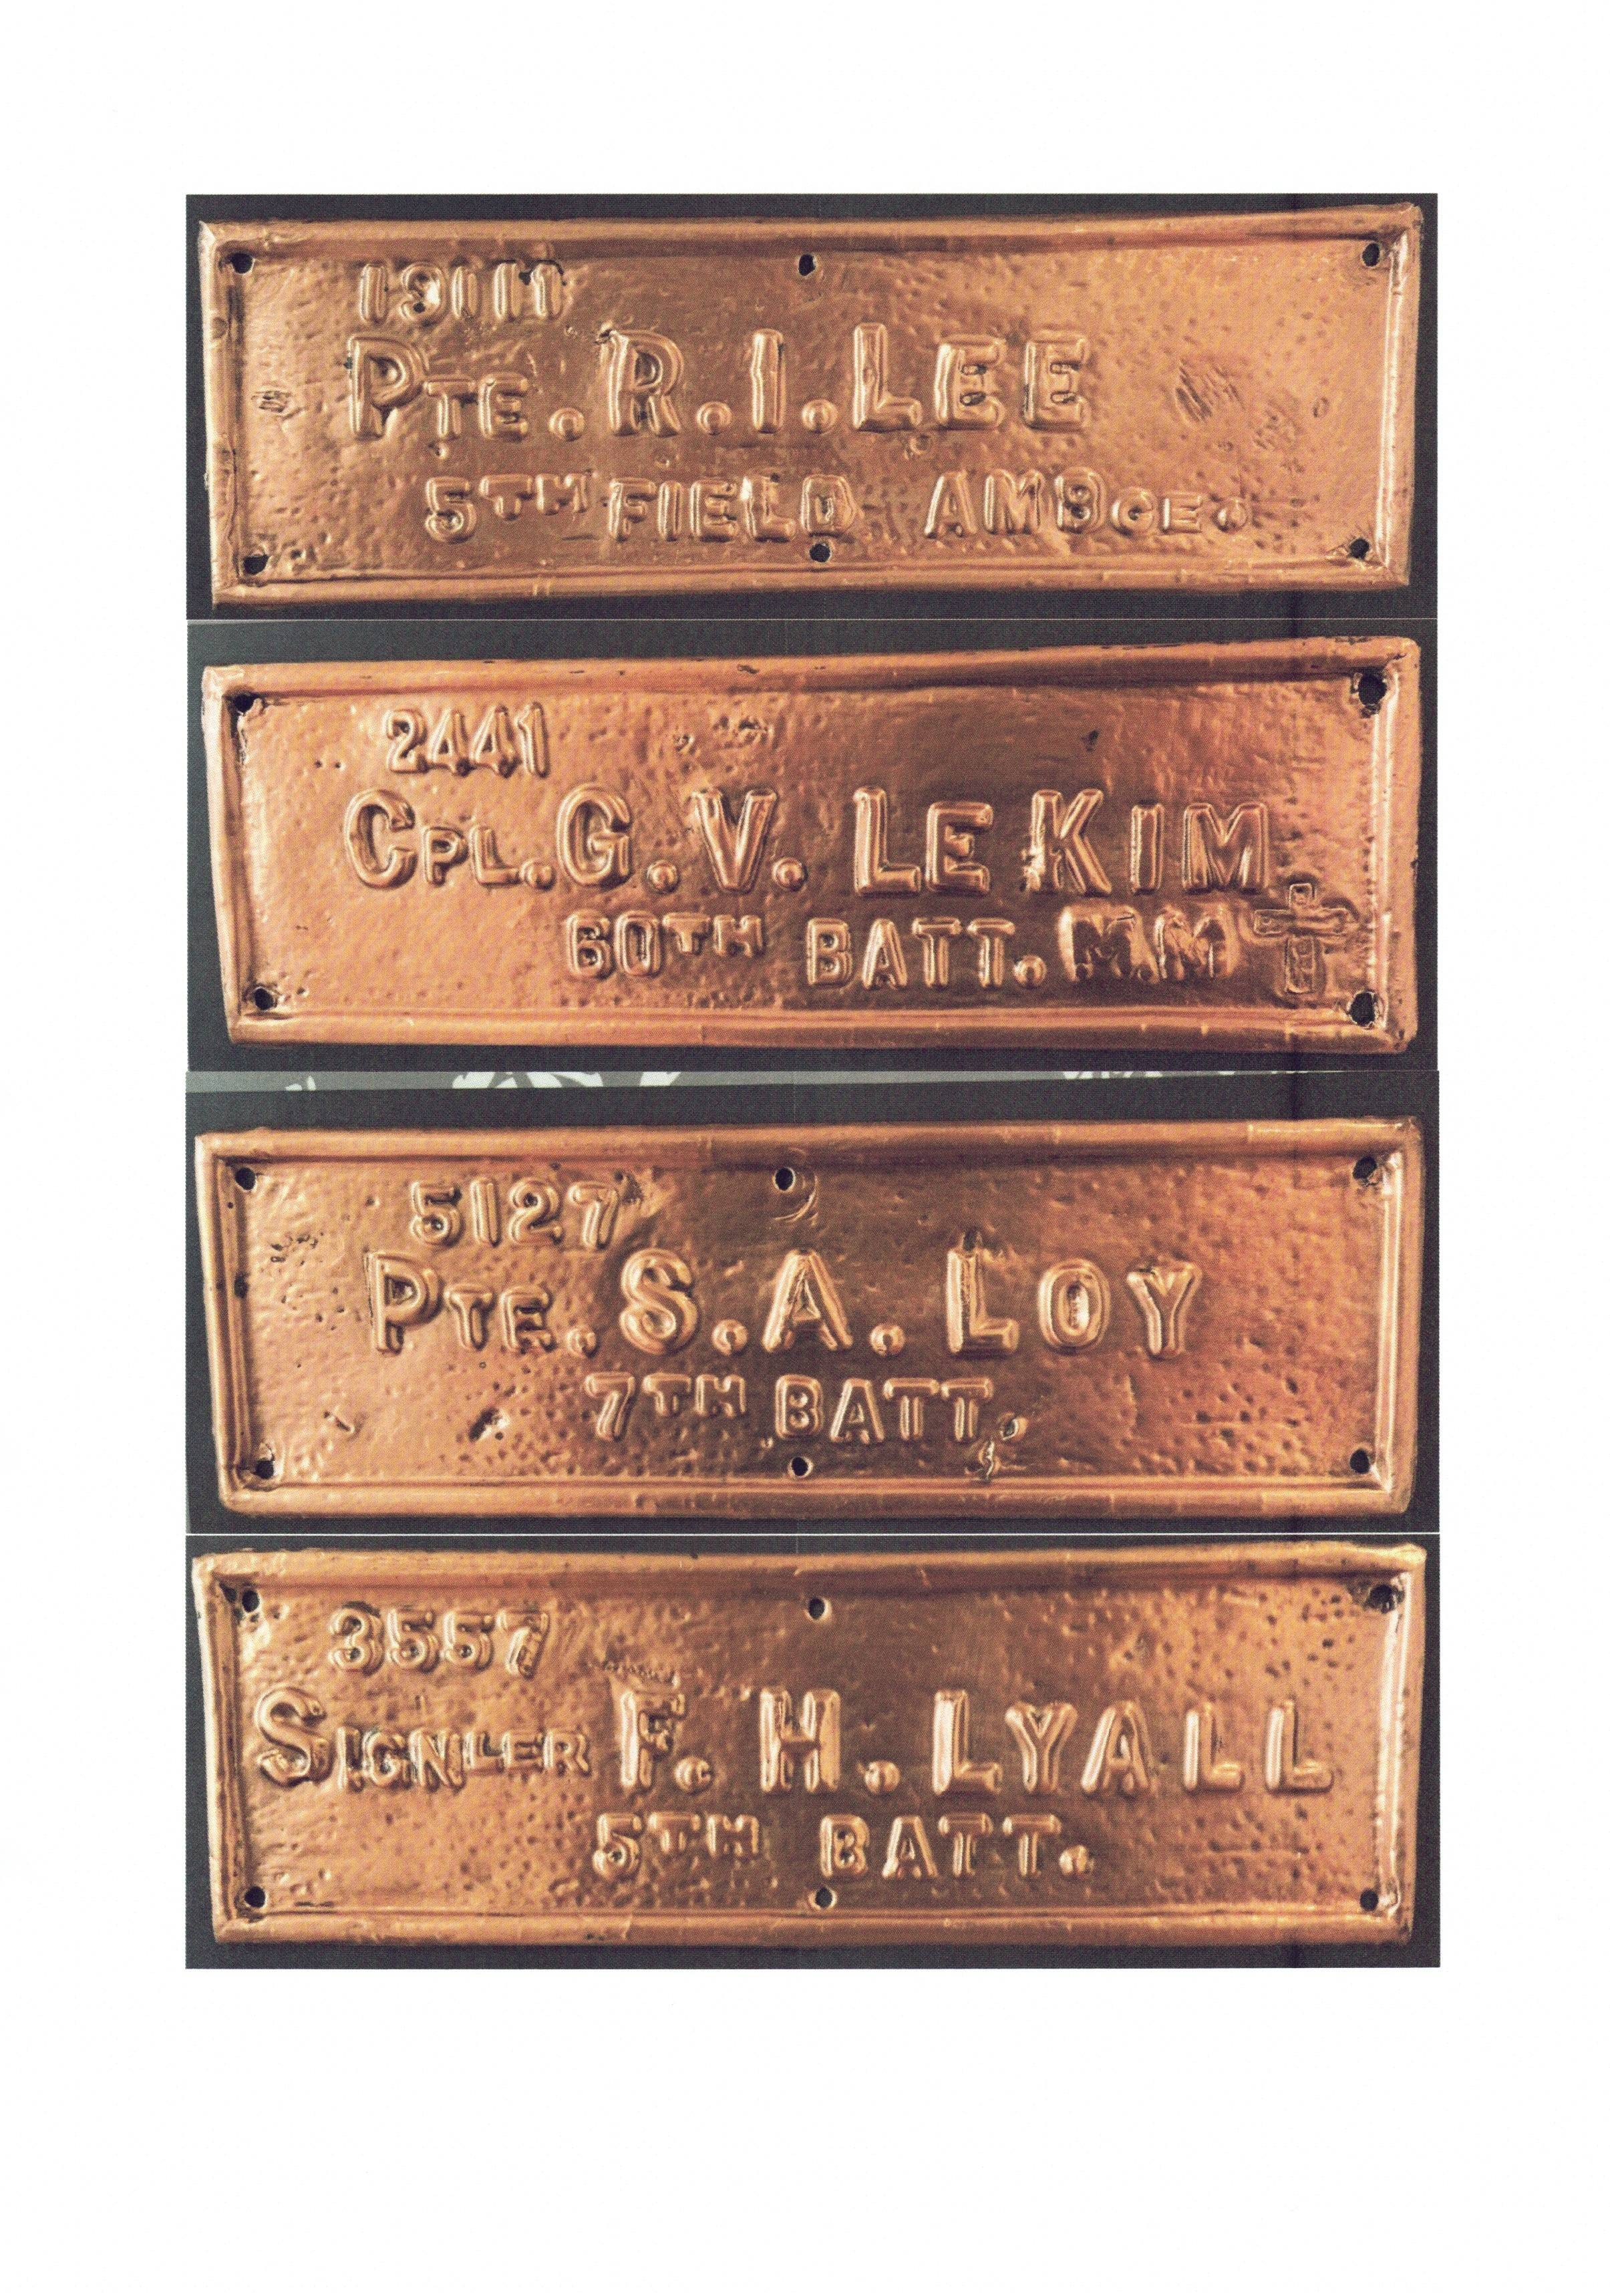 19111
PTE. R. I. LEE
5TH FIELD AMBCE.
2441
CPL. G. V. LE KIM.
60TH BATT. M.M
5127
PTE. S. A. LOY
7TH BATT.
3557
SIGNLER F. H. LYALL
5TH BATT.